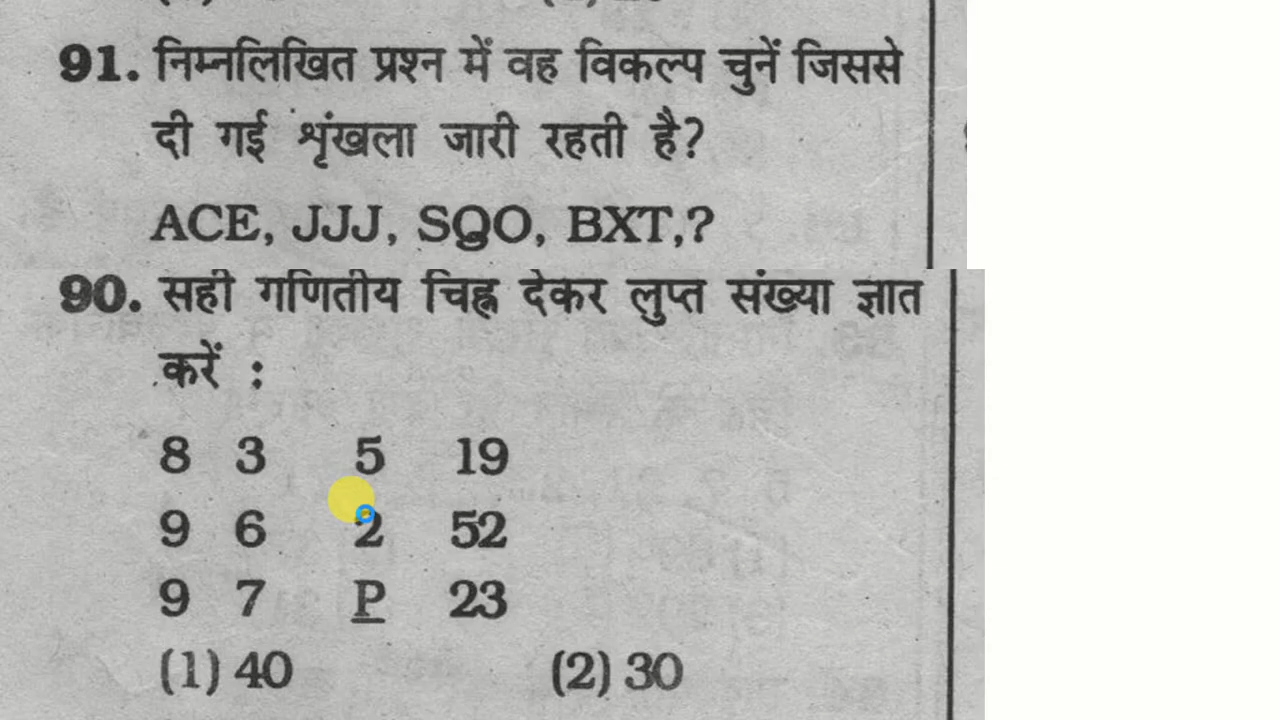 91. निम्नलिखित प्रश्न में वह विकल्प चुनें जिससे
दी गई श‍ृंखला जारी रहती है?
ACE, JJJ, SQO, BXT,?
90. सही गणितीय चिह्न देकर लुप्त संख्या ज्ञात
करें :
8 3 5 19
9 6 2 52
9 7 P 23
(1) 40 (2) 30